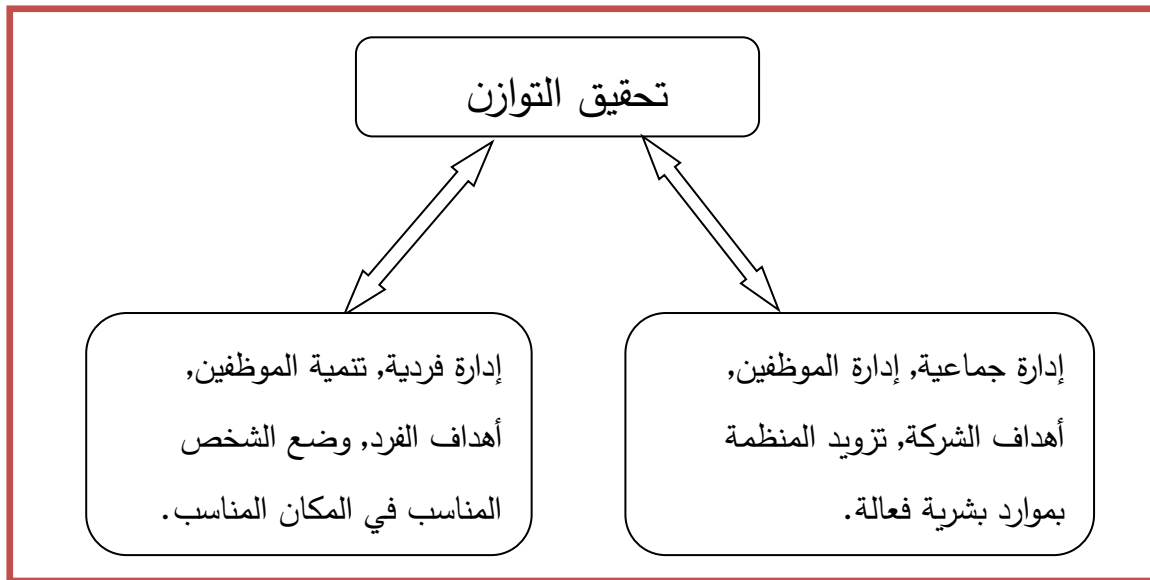 تحقيق التوازن
إدارة جماعية, إدارة الموظفين,
أهداف الشركة, تزويد المنظمة
بموارد بشرية فعالة.
إدارة فردية, تنمية الموظفين,
أهداف الفرد, وضع الشخص
المناسب في المكان المناسب.